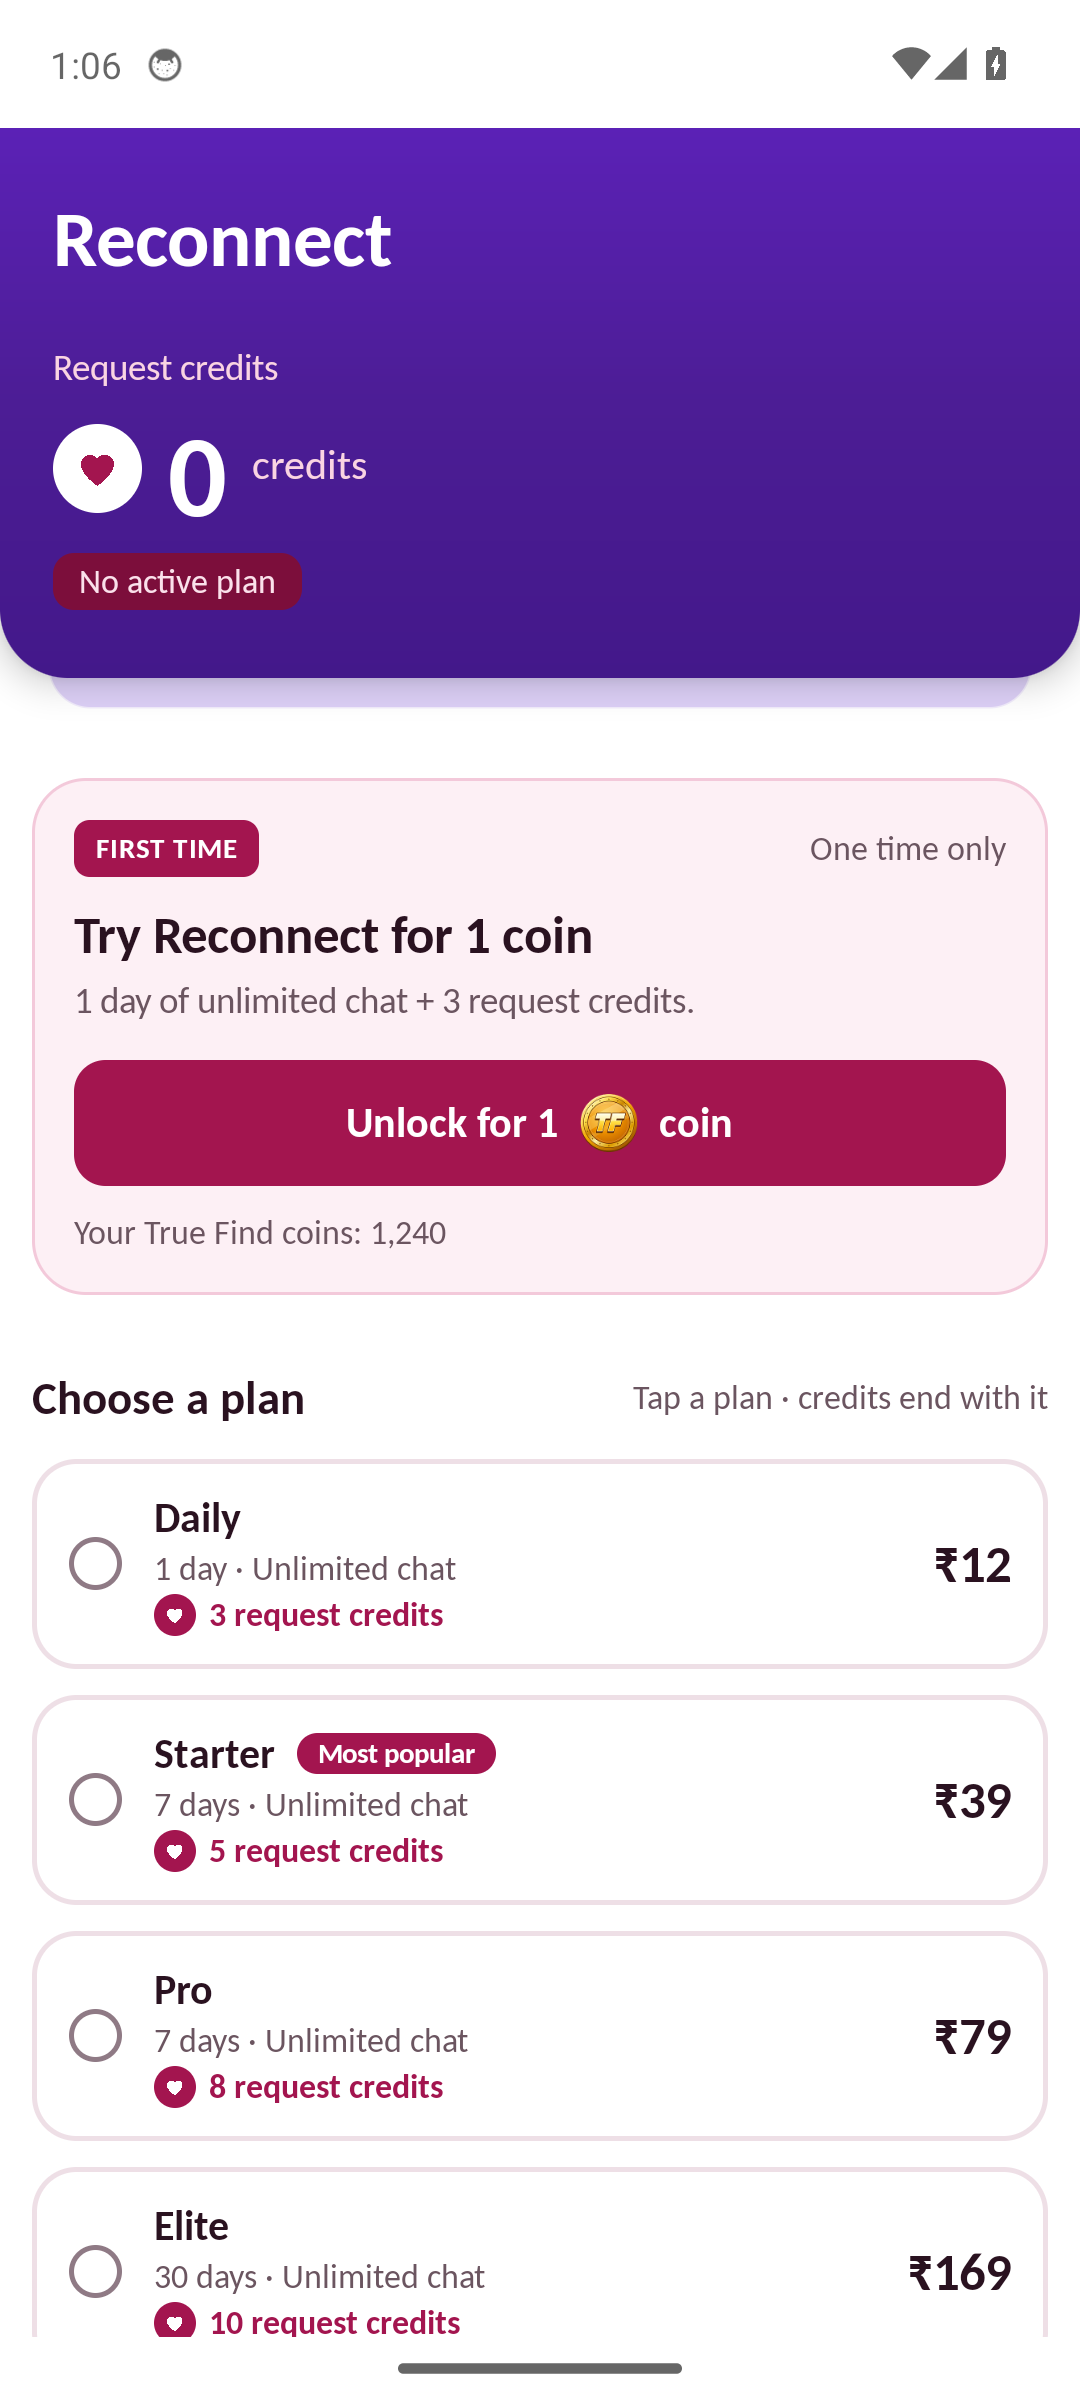 1:06
Reconnect
Request credits
0 credits
No active plan
FIRST TIME
One time only
Try Reconnect for 1 coin
1 day of unlimited chat + 3 request credits.
Unlock for 1 TF coin
Your True Find coins: 1,240
Choose a plan
Tap a plan · credits end with it
Daily
1 day · Unlimited chat
3 request credits
₹12
Starter Most popular
7 days · Unlimited chat
5 request credits
₹39
Pro
7 days · Unlimited chat
8 request credits
₹79
Elite
30 days · Unlimited chat
10 request credits
₹169